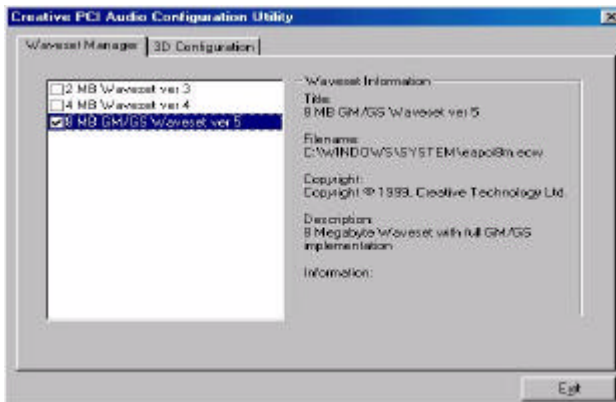 Creative PCI Audio Configuration Utility
Waveset Manager
3D Configuration
2 MB Waveset ver 3
4 MB Waveset ver 4
8 MB GM/GS Waveset ver 5
Waveset Information
Title:
8 MB GM/GS Waveset ver 5
Filename:
C:\WINDOWS\SYSTEM\eapci8m.ecw
Copyright:
Copyright © 1999, Creative Technology Ltd.
Description:
8 Megabyte Waveset with full GM/GS
implementation
Information:
Exit